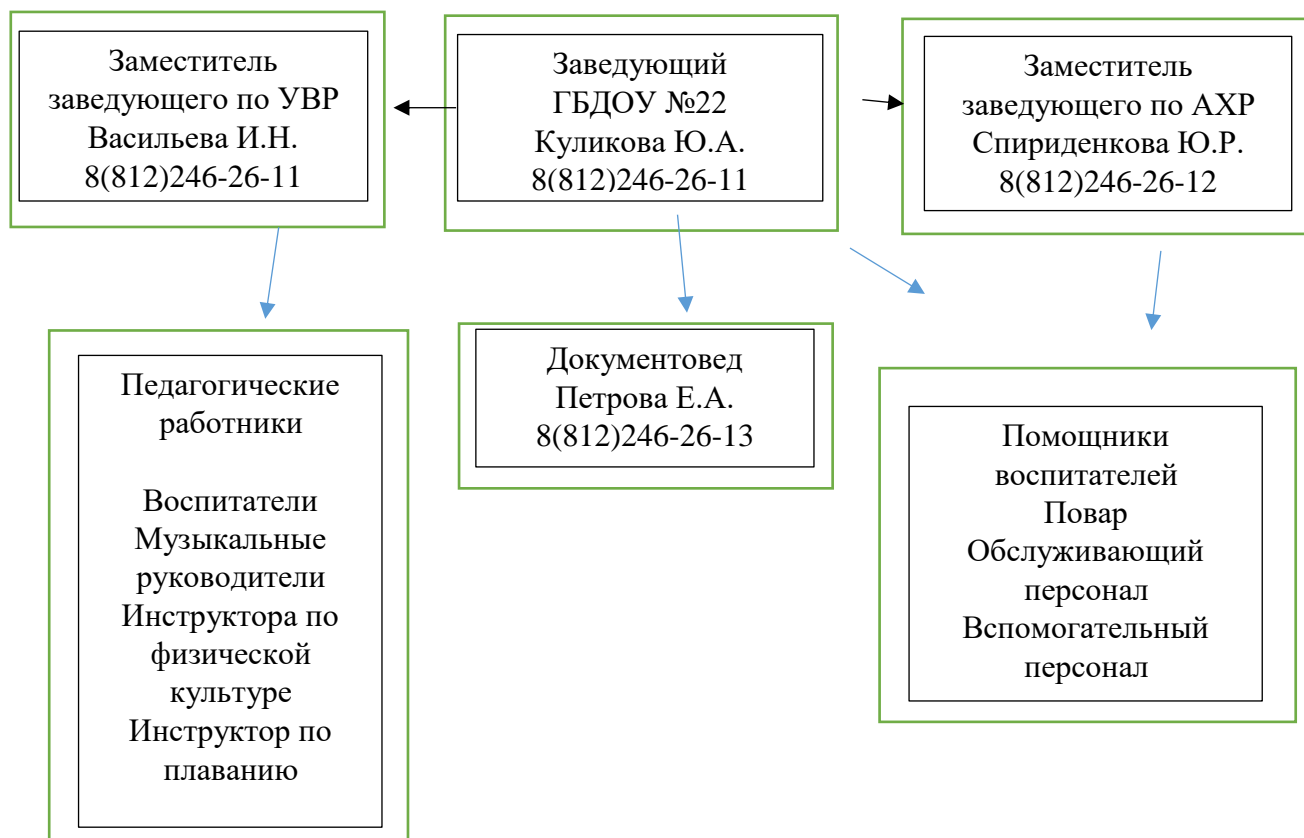 Заместитель
заведующего по УВР
Васильева И.Н.
8(812)246-26-11
Заведующий
ГБДОУ №22
Куликова Ю.А.
8(812)246-26-11
Заместитель
заведующего по АХР
Спириденкова Ю.Р.
8(812)246-26-12
Педагогические
работники
Воспитатели
Музыкальные
руководители
Инструктора по
физической
культуре
Инструктор по
плаванию
Документовед
Петрова Е.А.
8(812)246-26-13
Помощники
воспитателей
Повар
Обслуживающий
персонал
Вспомогательный
персонал